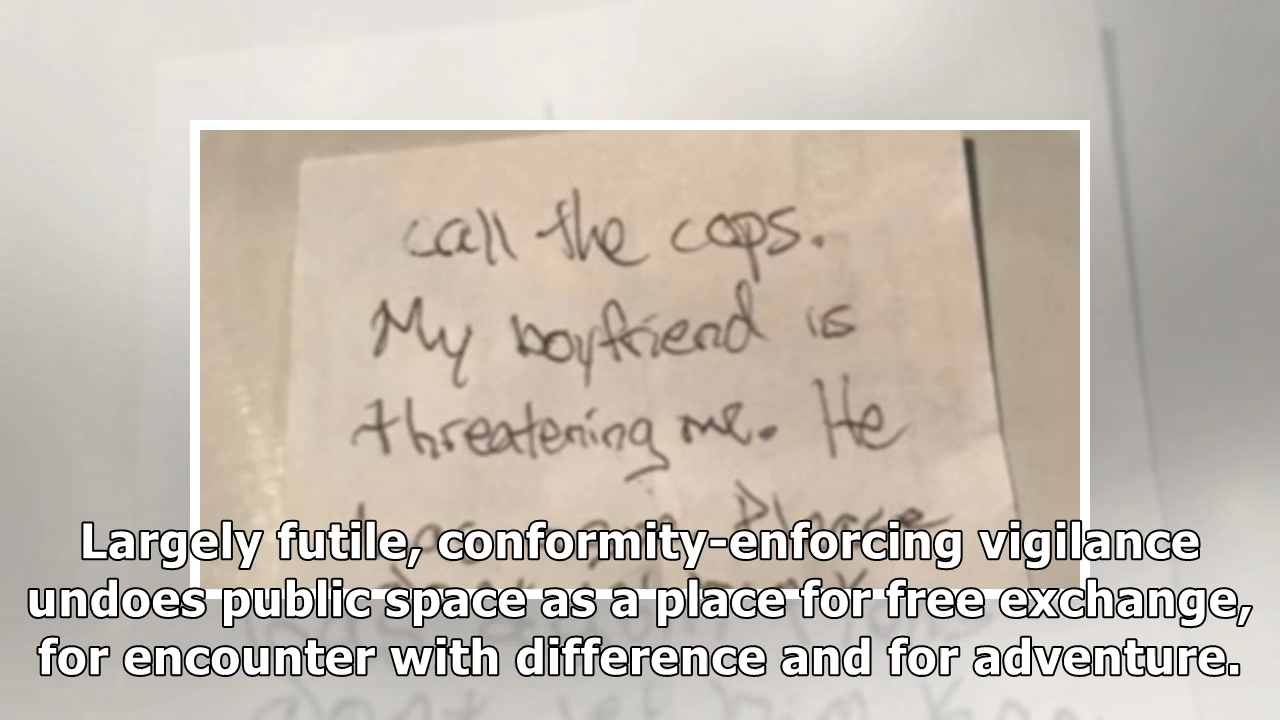 call the cops.
My boyfriend is
threatening me. He
Please
Largely futile, conformity-enforcing vigilance
undoes public space as a place for free exchange,
for encounter with difference and for adventure.